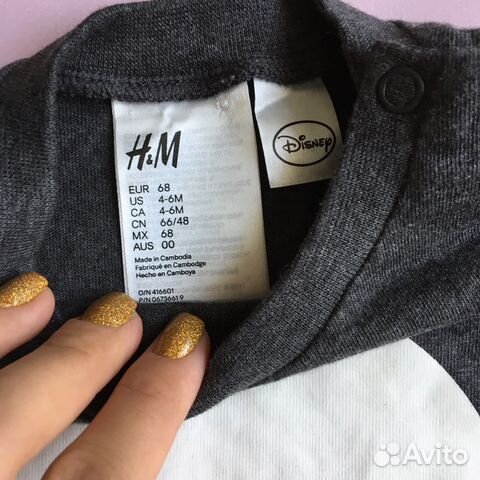 H&M
Disney
EUR 68
US 4-6M
CA 4-6M
CN 66/48
MX 68
AUS 00
Made in Cambodia
Fabriqué en Cambodge
Hecho en Camboya
O/N 416601
P/N 0673661 9
Avito